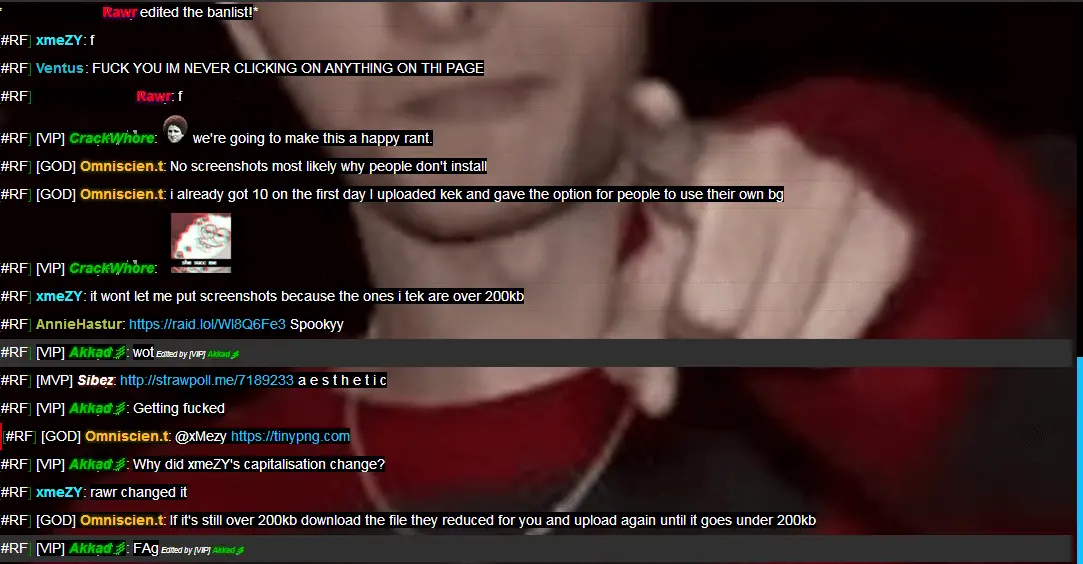 * Rawr edited the banlist!*
[#RF] xmeZY: f
[#RF] Ventus: FUCK YOU IM NEVER CLICKING ON ANYTHING ON THI PAGE
[#RF] Rawr: f
[#RF] [VIP] CrackWhore: we're going to make this a happy rant.
[#RF] [GOD] Omniscien.t: No screenshots most likely why people don't install
[#RF] [GOD] Omniscien.t: i already got 10 on the first day I uploaded kek and gave the option for people to use their own bg
she succ me
[#RF] [VIP] CrackWhore:
[#RF] xmeZY: it wont let me put screenshots because the ones i tek are over 200kb
[#RF] AnnieHastur: https://raid.lol/Wl8Q6Fe3 Spookyy
[#RF] [VIP] Akkad: wot Edited by [VIP] Akkad
[#RF] [MVP] Sibez: http://strawpoll.me/7189233 a e s t h e t i c
[#RF] [VIP] Akkad: Getting fucked
[#RF] [GOD] Omniscien.t: @xMezy https://tinypng.com
[#RF] [VIP] Akkad: Why did xmeZY's capitalisation change?
[#RF] xmeZY: rawr changed it
[#RF] [GOD] Omniscien.t: If it's still over 200kb download the file they reduced for you and upload again until it goes under 200kb
[#RF] [VIP] Akkad: FAg Edited by [VIP] Akkad